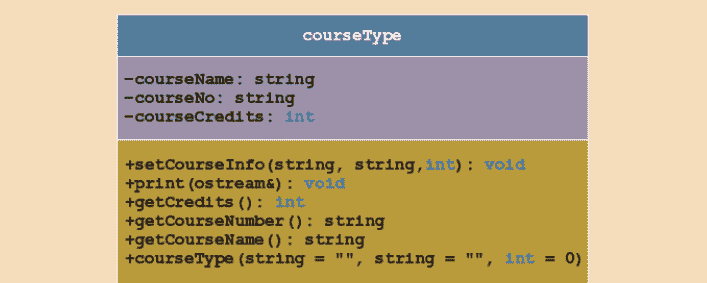 courseType
-courseName: string
-courseNo: string
-courseCredits: int
+setCourseInfo(string, string,int): void
+print(ostream&): void
+getCredits(): int
+getCourseNumber(): string
+getCourseName(): string
+courseType(string = "", string = "", int = 0)